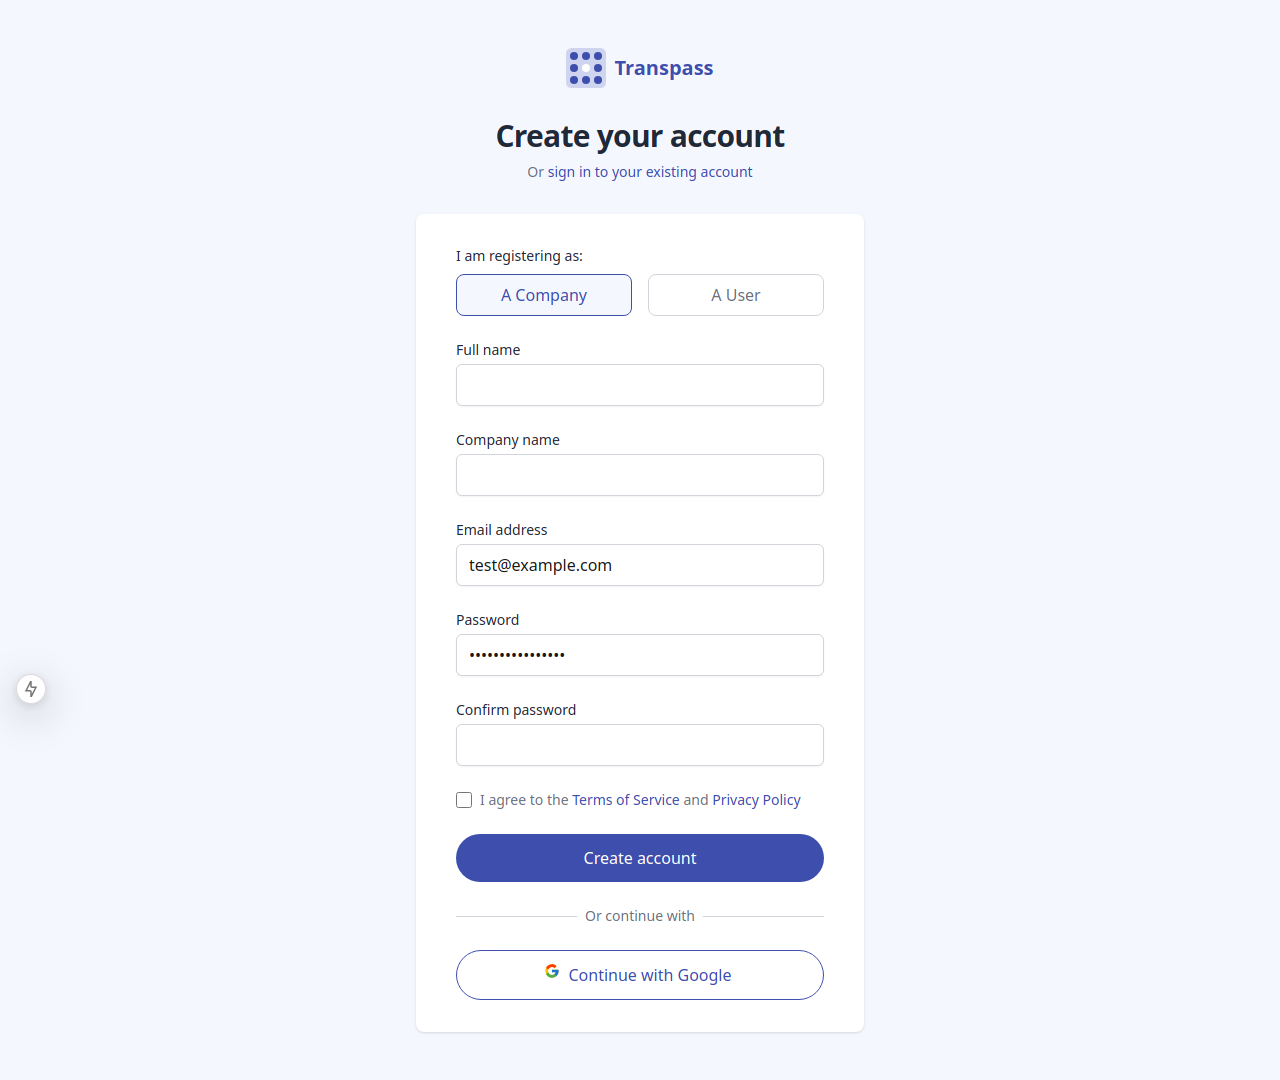 Transpass
Create your account
Or sign in to your existing account
I am registering as:
A Company
A User
Full name
Company name
Email address
test@example.com
Password
••••••••••••••••
Confirm password
I agree to the Terms of Service and Privacy Policy
Create account
Or continue with
Continue with Google